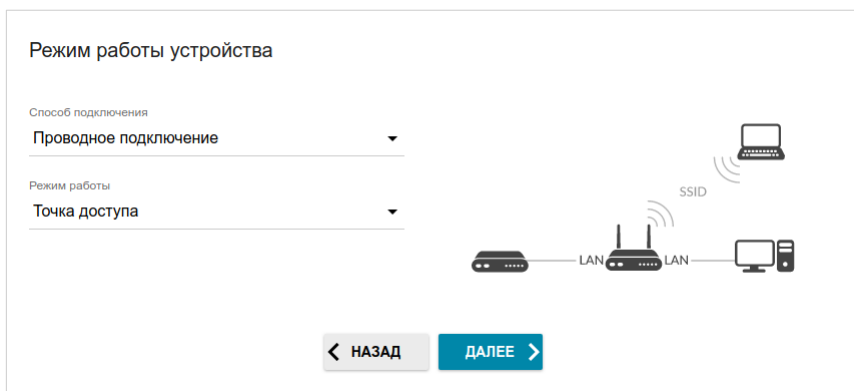 Режим работы устройства
Способ подключения
Проводное подключение
Режим работы
Точка доступа
SSID
LAN
LAN
НАЗАД
ДАЛЕЕ